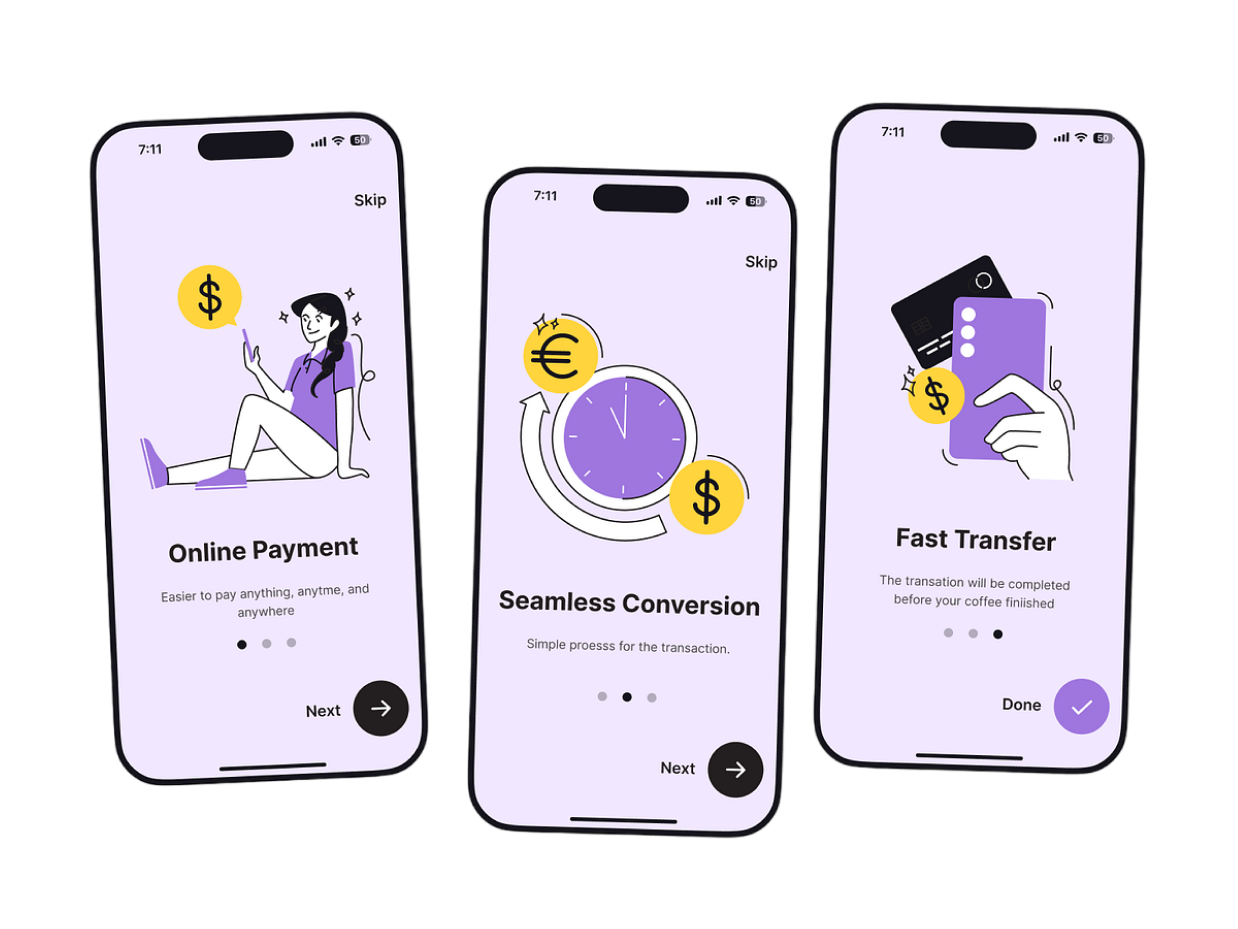 7:11
50
Skip
$
Online Payment
Easier to pay anything, anytme, and
anywhere
Next
7:11
50
Skip
€
$
Seamless Conversion
Simple proesss for the transaction.
Next
7:11
50
$
Fast Transfer
The transation will be completed
before your coffee finiished
Done